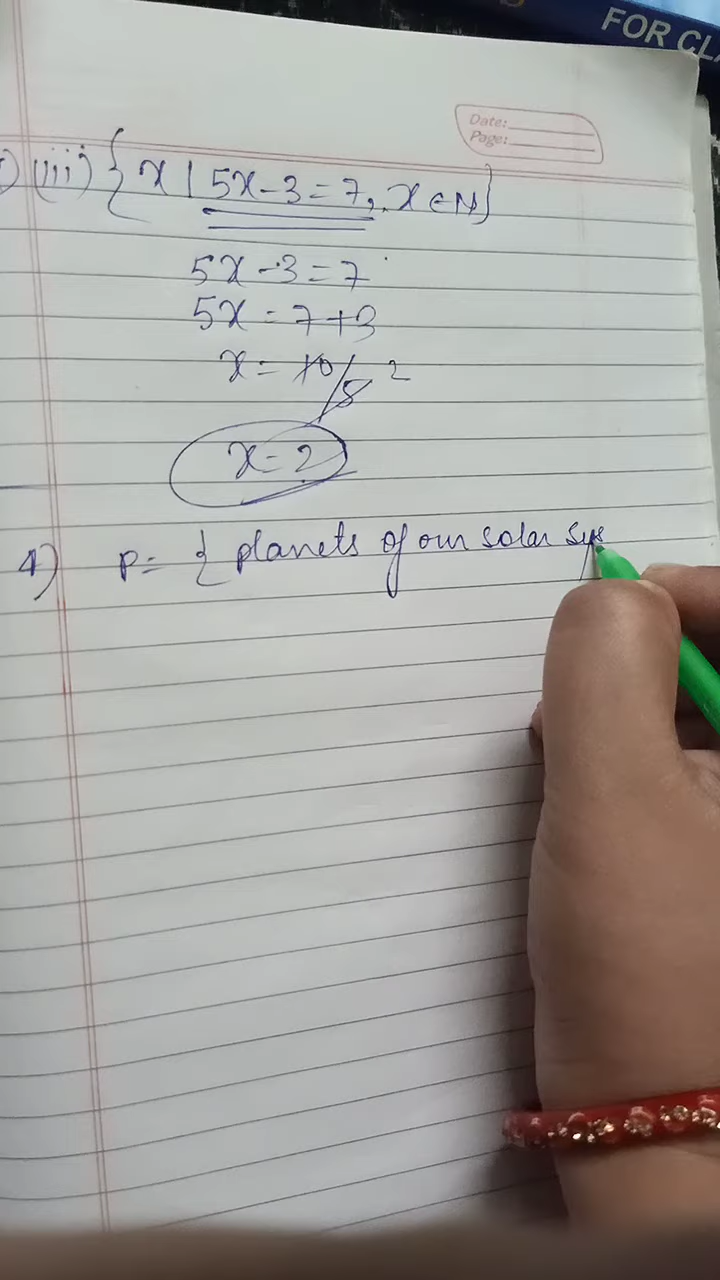 FOR CLA
Date:
Page:
(iii) { x | 5x-3=7, x∈N}
5x-3=7
5x = 7+3
x = 10/5 2
x=2
4) P= { planets of our solar sys